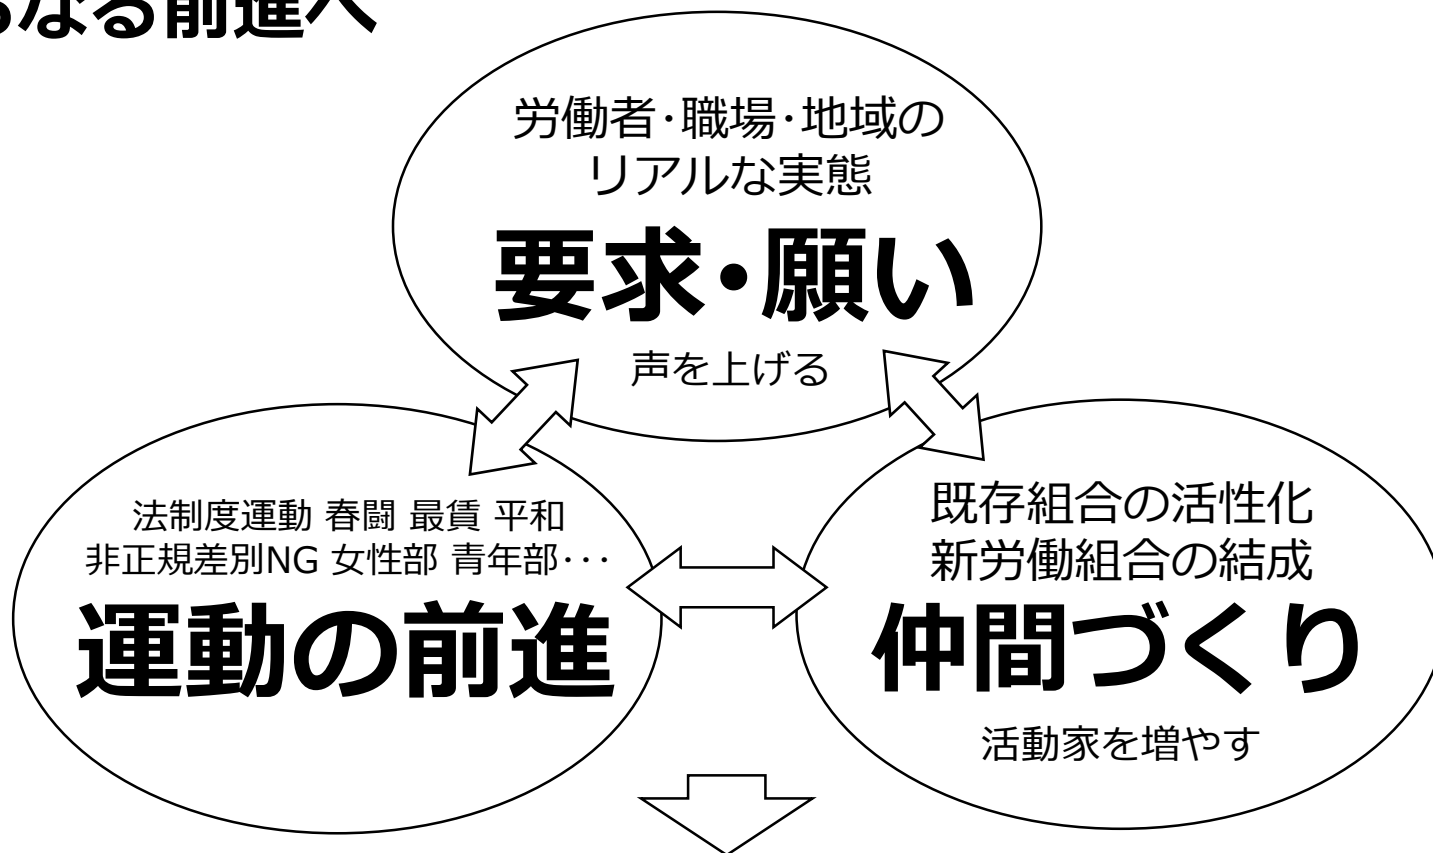 らなる前進へ
労働者･職場･地域の
リアルな実態
要求･願い
声を上げる
法制度運動 春闘 最賃 平和
非正規差別NG 女性部 青年部･･･
運動の前進
既存組合の活性化
新労働組合の結成
仲間づくり
活動家を増やす